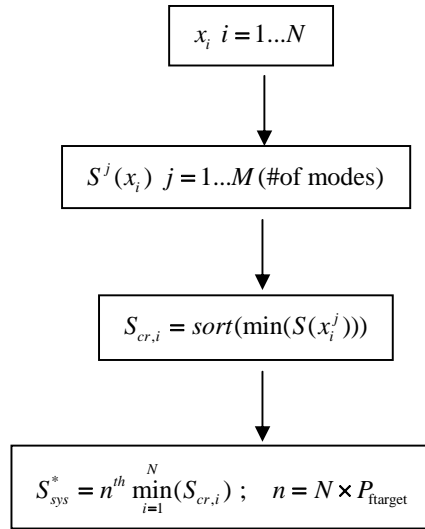 x_i i = 1...N
S^j(x_i) j = 1...M (#of modes)
S_{cr,i} = sort(min(S(x_i^j)))
S_{sys}^* = n^{th} \min_{i=1}^{N}(S_{cr,i}) ; n = N × P_{ftarget}